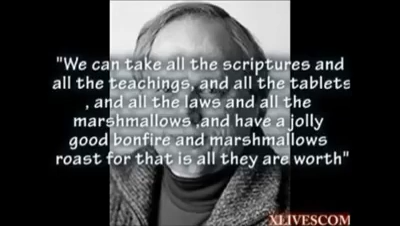 "We can take all the scriptures and
all the teachings, and all the tablets
, and all the laws and all the
marshmallows ,and have a jolly
good bonfire and marshmallows
roast for that is all they are worth"
XLIVESCOM